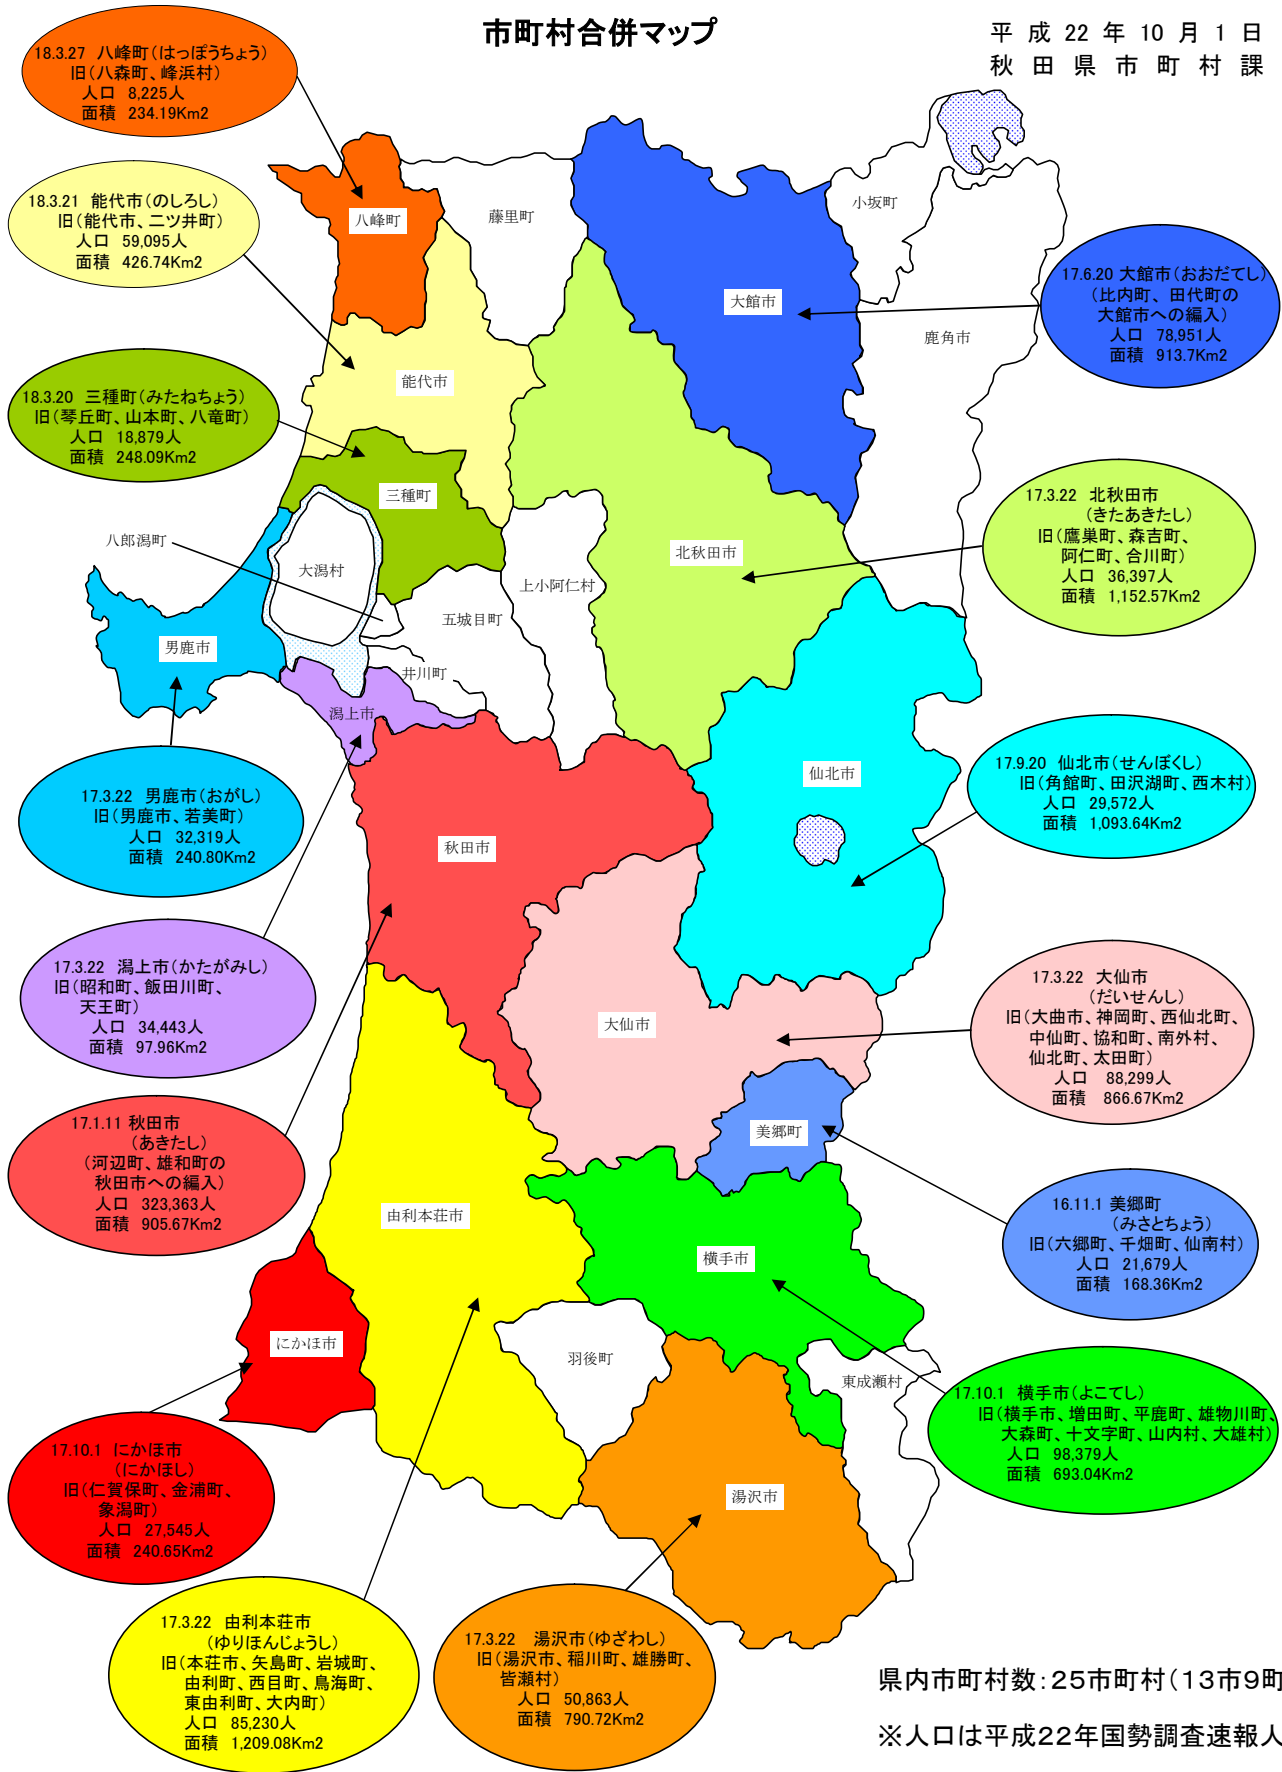 市町村合併マップ
平成22年10月1日
秋田県市町村課
18.3.27 八峰町(はっぽうちょう)
旧(八森町、峰浜村)
人口 8,225人
面積 234.19Km2
18.3.21 能代市(のしろし)
旧(能代市、二ツ井町)
人口 59,095人
面積 426.74Km2
18.3.20 三種町(みたねちょう)
旧(琴丘町、山本町、八竜町)
人口 18,879人
面積 248.09Km2
17.3.22 男鹿市(おがし)
旧(男鹿市、若美町)
人口 32,319人
面積 240.80Km2
17.3.22 潟上市(かたがみし)
旧(昭和町、飯田川町、
天王町)
人口 34,443人
面積 97.96Km2
17.1.11 秋田市
(あきたし)
(河辺町、雄和町の
秋田市への編入)
人口 323,363人
面積 905.67Km2
17.10.1 にかほ市
(にかほし)
旧(仁賀保町、金浦町、
象潟町)
人口 27,545人
面積 240.65Km2
17.3.22 由利本荘市
(ゆりほんじょうし)
旧(本荘市、矢島町、岩城町、
由利町、西目町、鳥海町、
東由利町、大内町)
人口 85,230人
面積 1,209.08Km2
17.3.22 湯沢市(ゆざわし)
旧(湯沢市、稲川町、雄勝町、
皆瀬村)
人口 50,863人
面積 790.72Km2
八峰町
藤里町
小坂町
大館市
鹿角市
能代市
三種町
八郎潟町
大潟村
北秋田市
上小阿仁村
五城目町
男鹿市
井川町
潟上市
仙北市
秋田市
大仙市
美郷町
由利本荘市
横手市
にかほ市
羽後町
東成瀬村
湯沢市
17.6.20 大館市(おおだてし)
(比内町、田代町の
大館市への編入)
人口 78,951人
面積 913.7Km2
17.3.22 北秋田市
(きたあきたし)
旧(鷹巣町、森吉町、
阿仁町、合川町)
人口 36,397人
面積 1,152.57Km2
17.9.20 仙北市(せんぼくし)
旧(角館町、田沢湖町、西木村)
人口 29,572人
面積 1,093.64Km2
17.3.22 大仙市
(だいせんし)
旧(大曲市、神岡町、西仙北町、
中仙町、協和町、南外村、
仙北町、太田町)
人口 88,299人
面積 866.67Km2
16.11.1 美郷町
(みさとちょう)
旧(六郷町、千畑町、仙南村)
人口 21,679人
面積 168.36Km2
17.10.1 横手市(よこてし)
旧(横手市、増田町、平鹿町、雄物川町、
大森町、十文字町、山内村、大雄村)
人口 98,379人
面積 693.04Km2
県内市町村数:25市町村(13市9町
※人口は平成22年国勢調査速報人